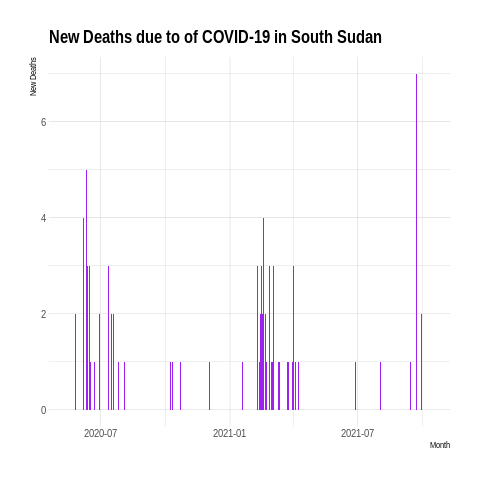 New Deaths due to of COVID-19 in South Sudan
New Deaths
6
4
2
0
2020-07 2021-01 2021-07
Month